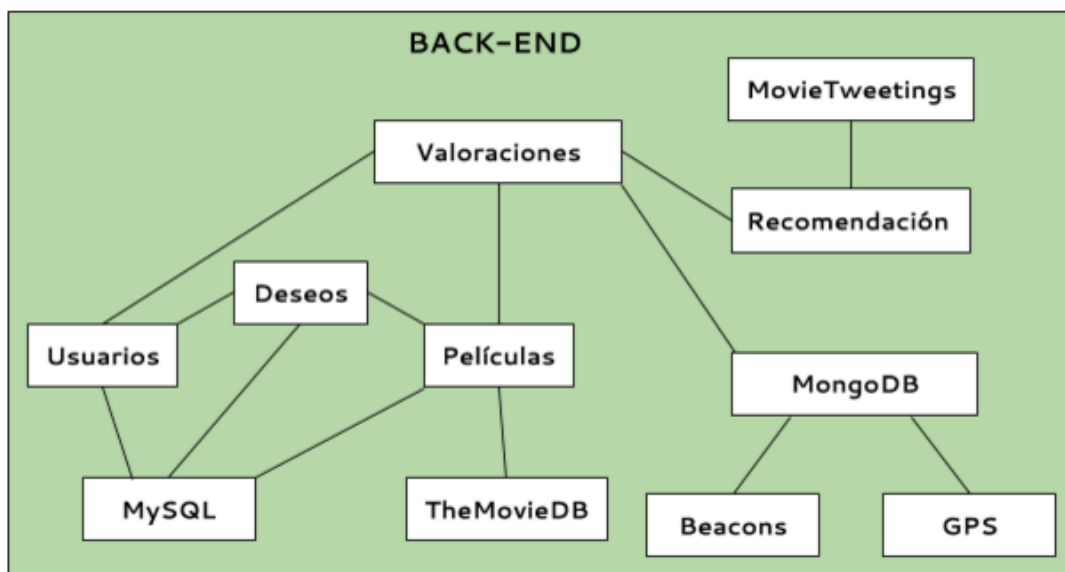 BACK-END
MovieTweetings
Valoraciones
Recomendación
Deseos
Usuarios
Películas
MongoDB
MySQL
TheMovieDB
Beacons
GPS